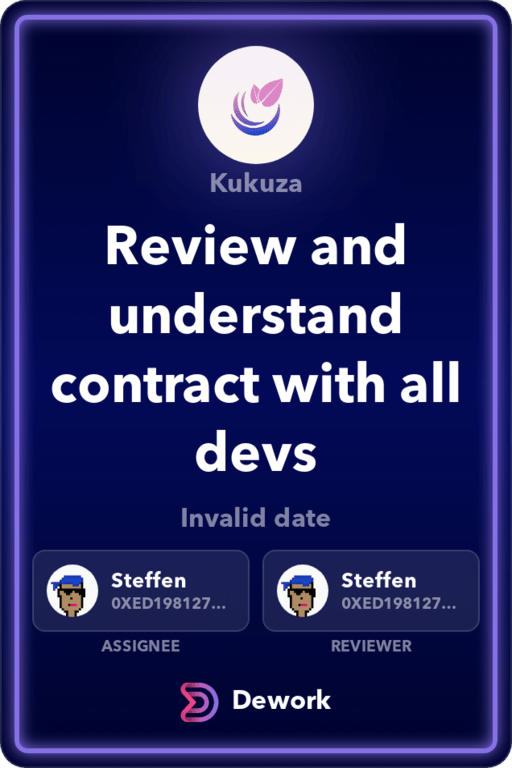 Kukuza
Review and
understand
contract with all
devs
Invalid date
Steffen
0XED198127...
ASSIGNEE
Steffen
0XED198127...
REVIEWER
Dework